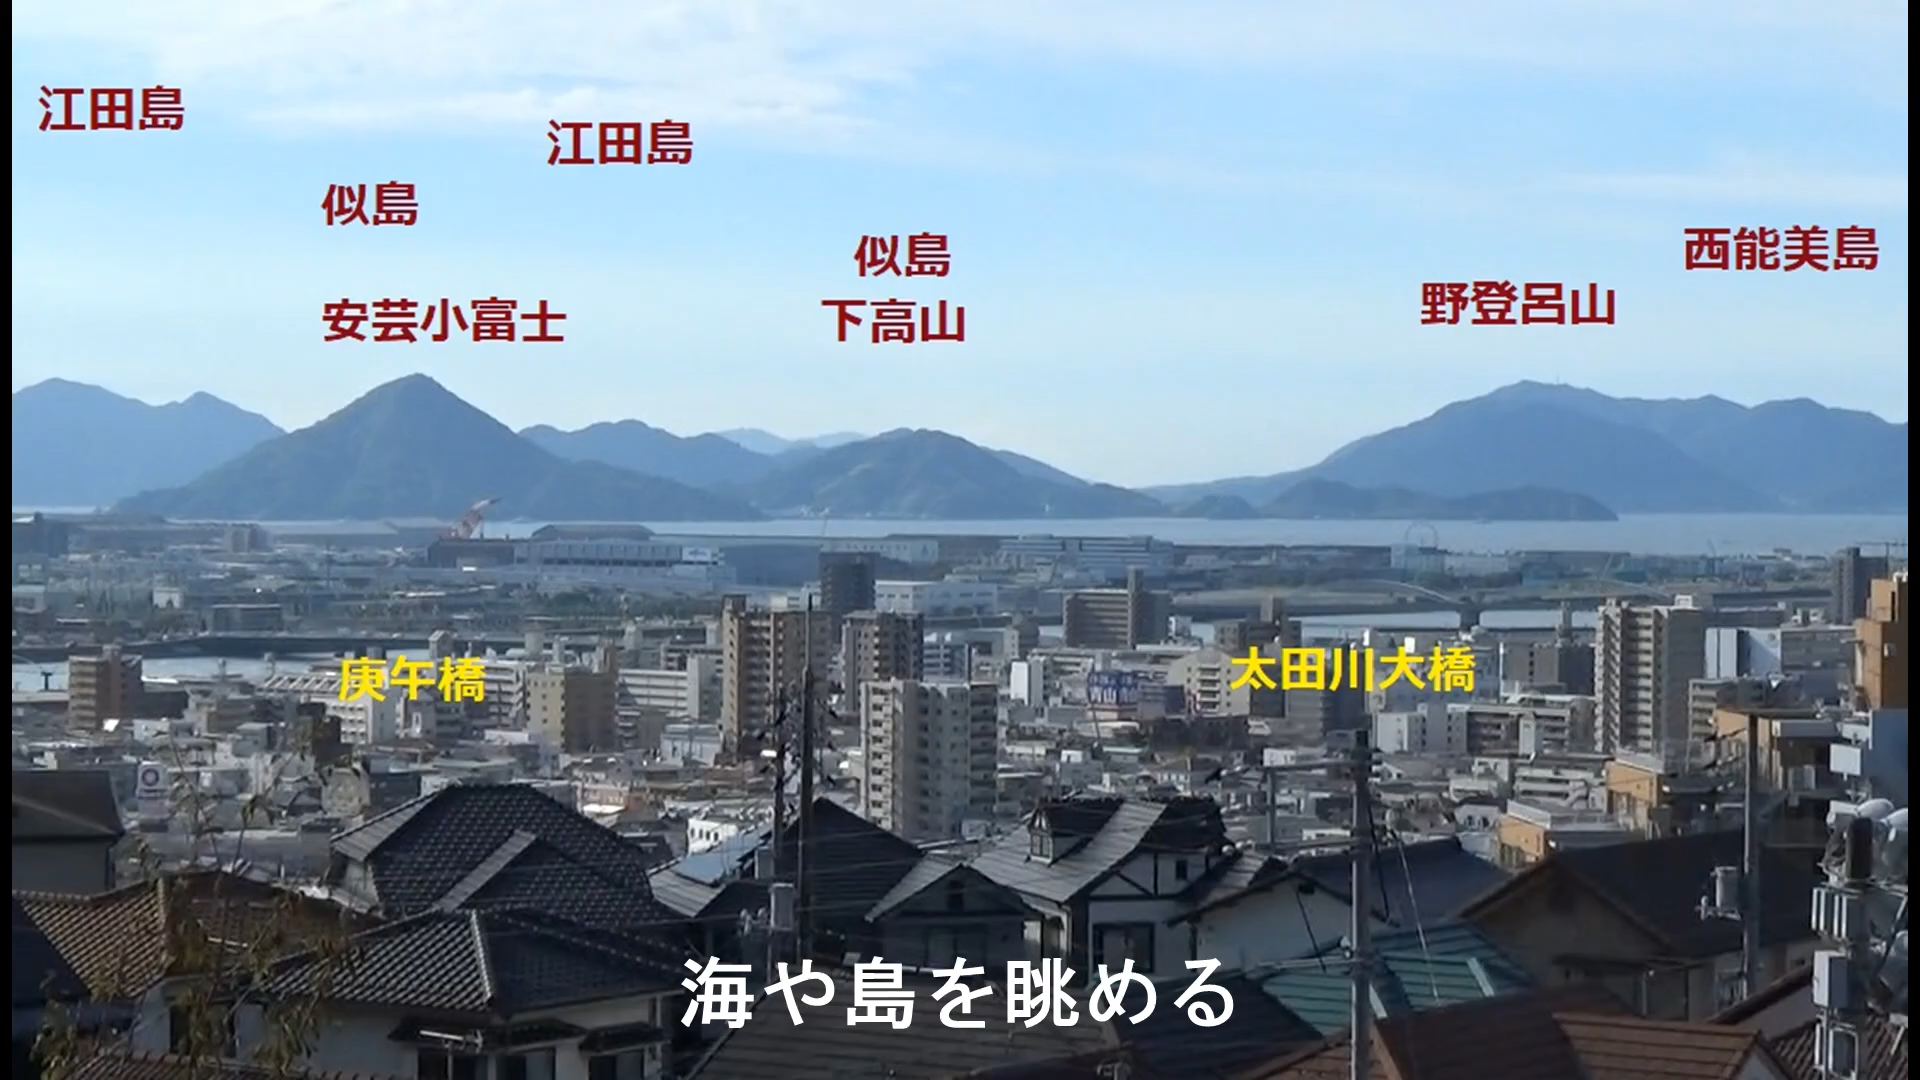 江田島
江田島
似島
似島
西能美島
安芸小富士
下高山
野登呂山
庚午橋
太田川大橋
海や島を眺める